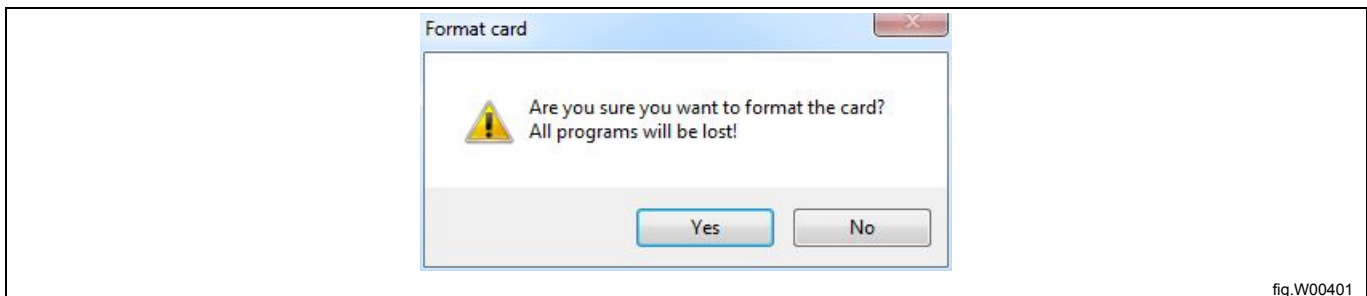 Format card
Are you sure you want to format the card?
All programs will be lost!
Yes
No
fig.W00401